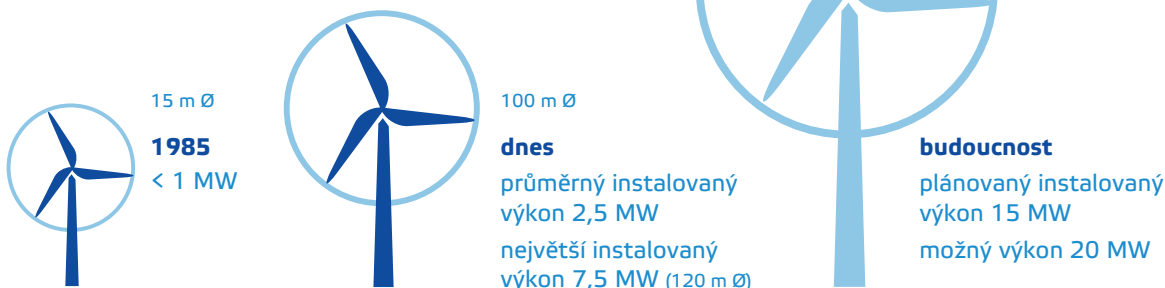 15 m Ø
1985
< 1 MW
100 m Ø
dnes
průměrný instalovaný
výkon 2,5 MW
největší instalovaný
výkon 7,5 MW (120 m Ø)
budoucnost
plánovaný instalovaný
výkon 15 MW
možný výkon 20 MW